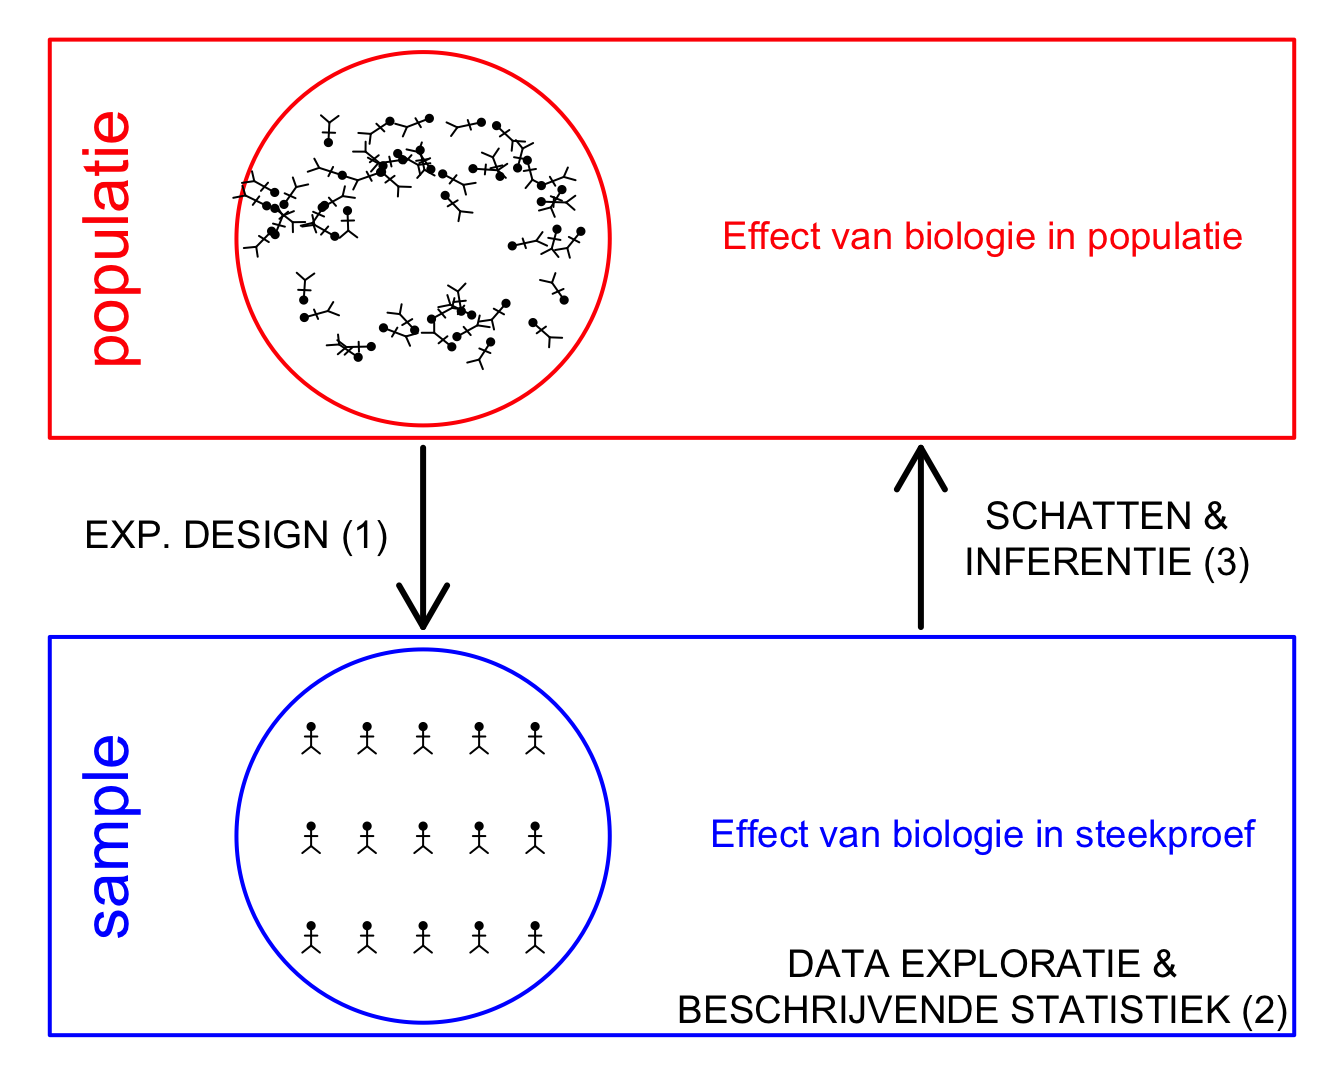 populatie
Effect van biologie in populatie
EXP. DESIGN (1)
SCHATTEN &
INFERENTIE (3)
sample
Effect van biologie in steekproef
DATA EXPLORATIE &
BESCHRIJVENDE STATISTIEK (2)